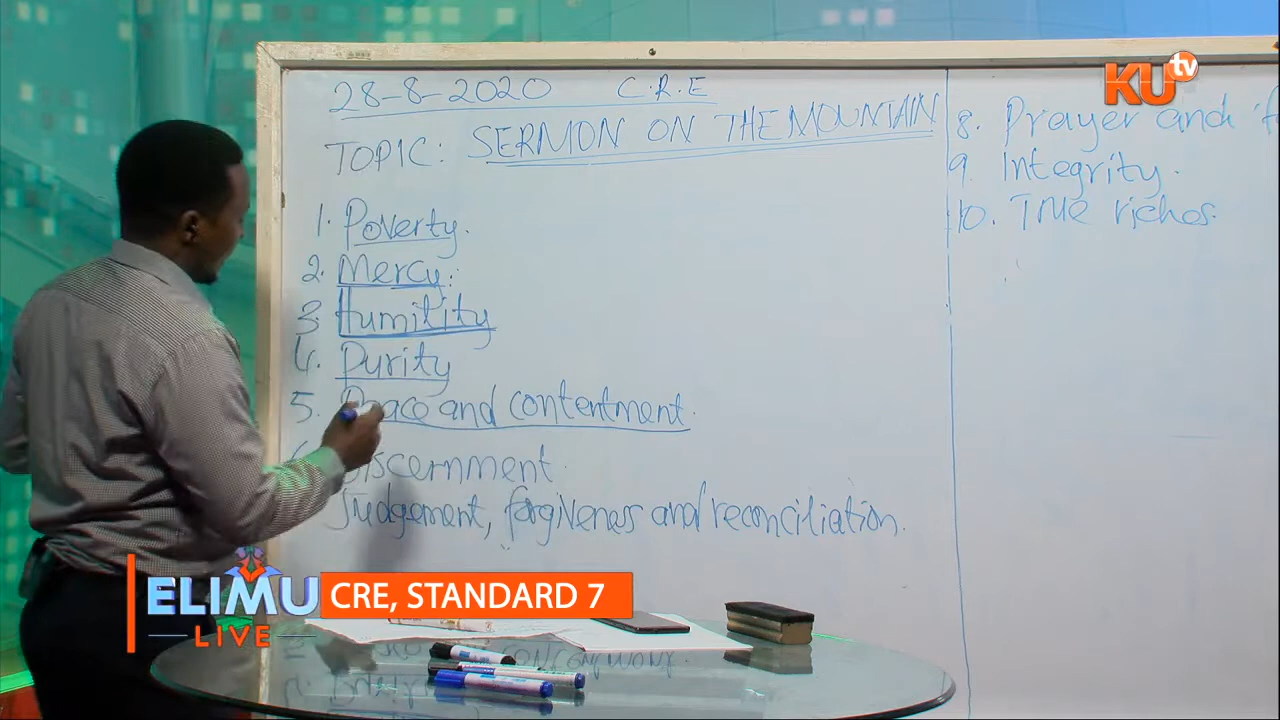 28-8-2020 C.R.E
TOPIC: SERMON ON THE MOUNTAIN
1. Poverty.
2. Mercy:
3. Humility
4. Purity
5. Peace and contentment.
Discernment.
Judgement, forgiveness and reconciliation.
8. Prayer and
9. Integrity.
10. True riches.
KU tv
ELIMU
LIVE
CRE, STANDARD 7